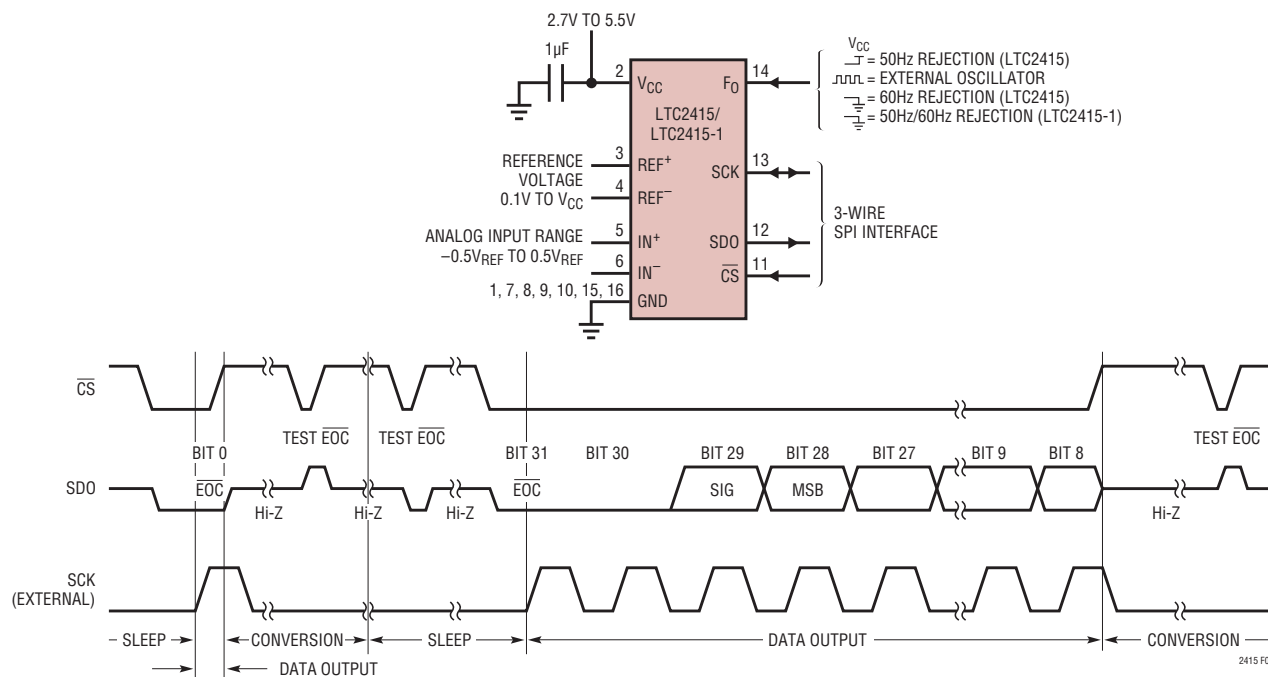 2.7V TO 5.5V
1µF
2
VCC
LTC2415/
LTC2415-1
FO
14
VCC
= 50Hz REJECTION (LTC2415)
= EXTERNAL OSCILLATOR
= 60Hz REJECTION (LTC2415)
= 50Hz/60Hz REJECTION (LTC2415-1)
REFERENCE
VOLTAGE
0.1V TO VCC
3
REF+
4
REF−
SCK
13
ANALOG INPUT RANGE
−0.5VREF TO 0.5VREF
5
IN+
6
IN−
SDO
12
CS
11
3-WIRE
SPI INTERFACE
1, 7, 8, 9, 10, 15, 16
GND
CS
TEST EOC
TEST EOC
TEST EOC
BIT 0
BIT 31
BIT 30
BIT 29
BIT 28
BIT 27
BIT 9
BIT 8
SDO
EOC
EOC
SIG
MSB
Hi-Z
Hi-Z
Hi-Z
Hi-Z
SCK
(EXTERNAL)
SLEEP
CONVERSION
SLEEP
DATA OUTPUT
CONVERSION
DATA OUTPUT